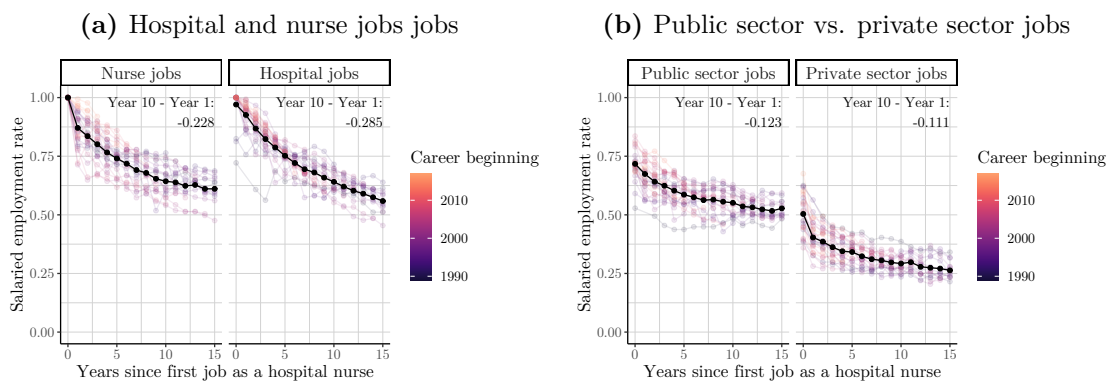 (a) Hospital and nurse jobs jobs
Nurse jobs
Hospital jobs
Year 10 - Year 1:
-0.228
Year 10 - Year 1:
-0.285
Salaried employment rate
1.00
0.75
0.50
0.25
0.00
0 5 10 15
0 5 10 15
Years since first job as a hospital nurse
Career beginning
2010
2000
1990
(b) Public sector vs. private sector jobs
Public sector jobs
Private sector jobs
Year 10 - Year 1:
-0.123
Year 10 - Year 1:
-0.111
Salaried employment rate
1.00
0.75
0.50
0.25
0.00
0 5 10 15
0 5 10 15
Years since first job as a hospital nurse
Career beginning
2010
2000
1990